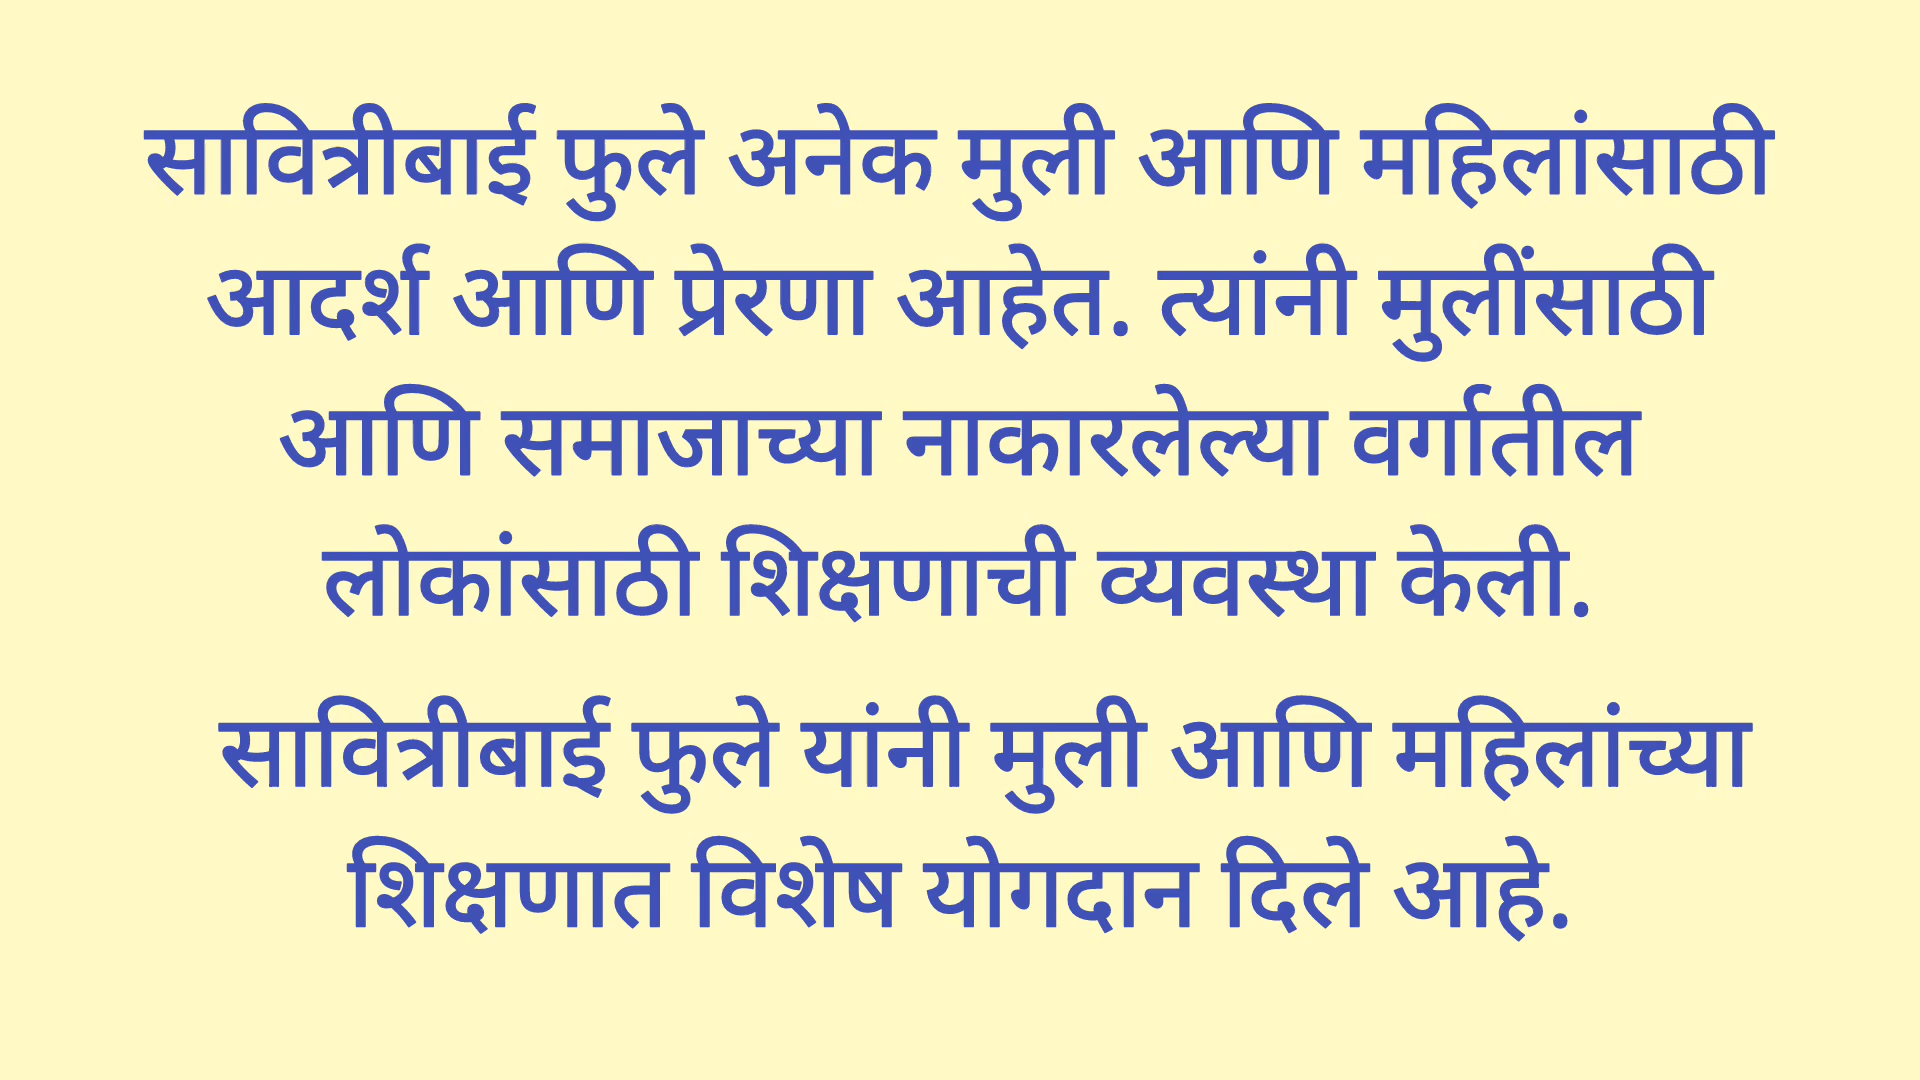 सावित्रीबाई फुले अनेक मुली आणि महिलांसाठी
आदर्श आणि प्रेरणा आहेत. त्यांनी मुलींसाठी
आणि समाजाच्या नाकारलेल्या वर्गातील
लोकांसाठी शिक्षणाची व्यवस्था केली.
सावित्रीबाई फुले यांनी मुली आणि महिलांच्या
शिक्षणात विशेष योगदान दिले आहे.